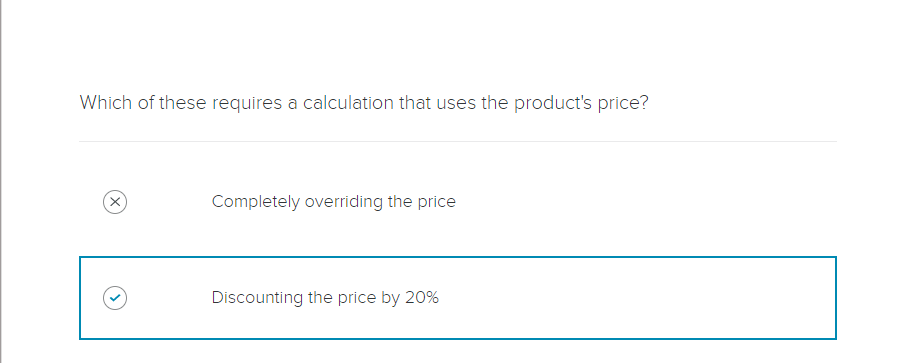 Which of these requires a calculation that uses the product's price?
Completely overriding the price
Discounting the price by 20%